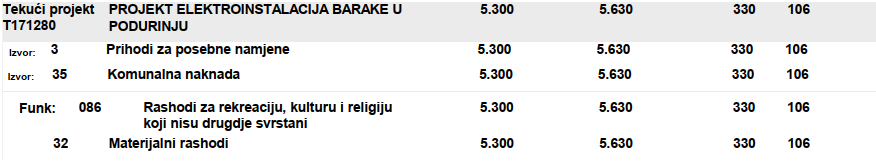 Tekući projekt PROJEKT ELEKTROINSTALACIJA BARAKE U 5.300 5.630 330 106
T171280 PODURINJU
Izvor: 3 Prihodi za posebne namjene 5.300 5.630 330 106
Izvor: 35 Komunalna naknada 5.300 5.630 330 106
Funk: 086 Rashodi za rekreaciju, kulturu i religiju 5.300 5.630 330 106
koji nisu drugdje svrstani
32 Materijalni rashodi 5.300 5.630 330 106